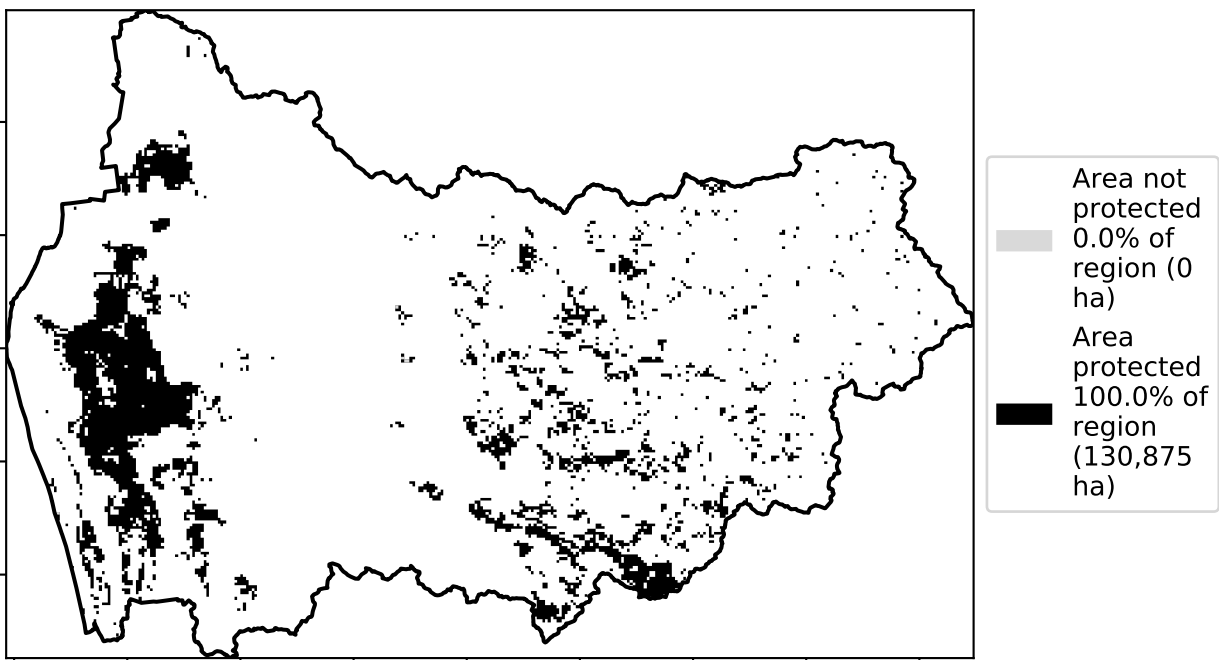 Area not
protected
0.0% of
region (0
ha)
Area
protected
100.0% of
region
(130,875
ha)